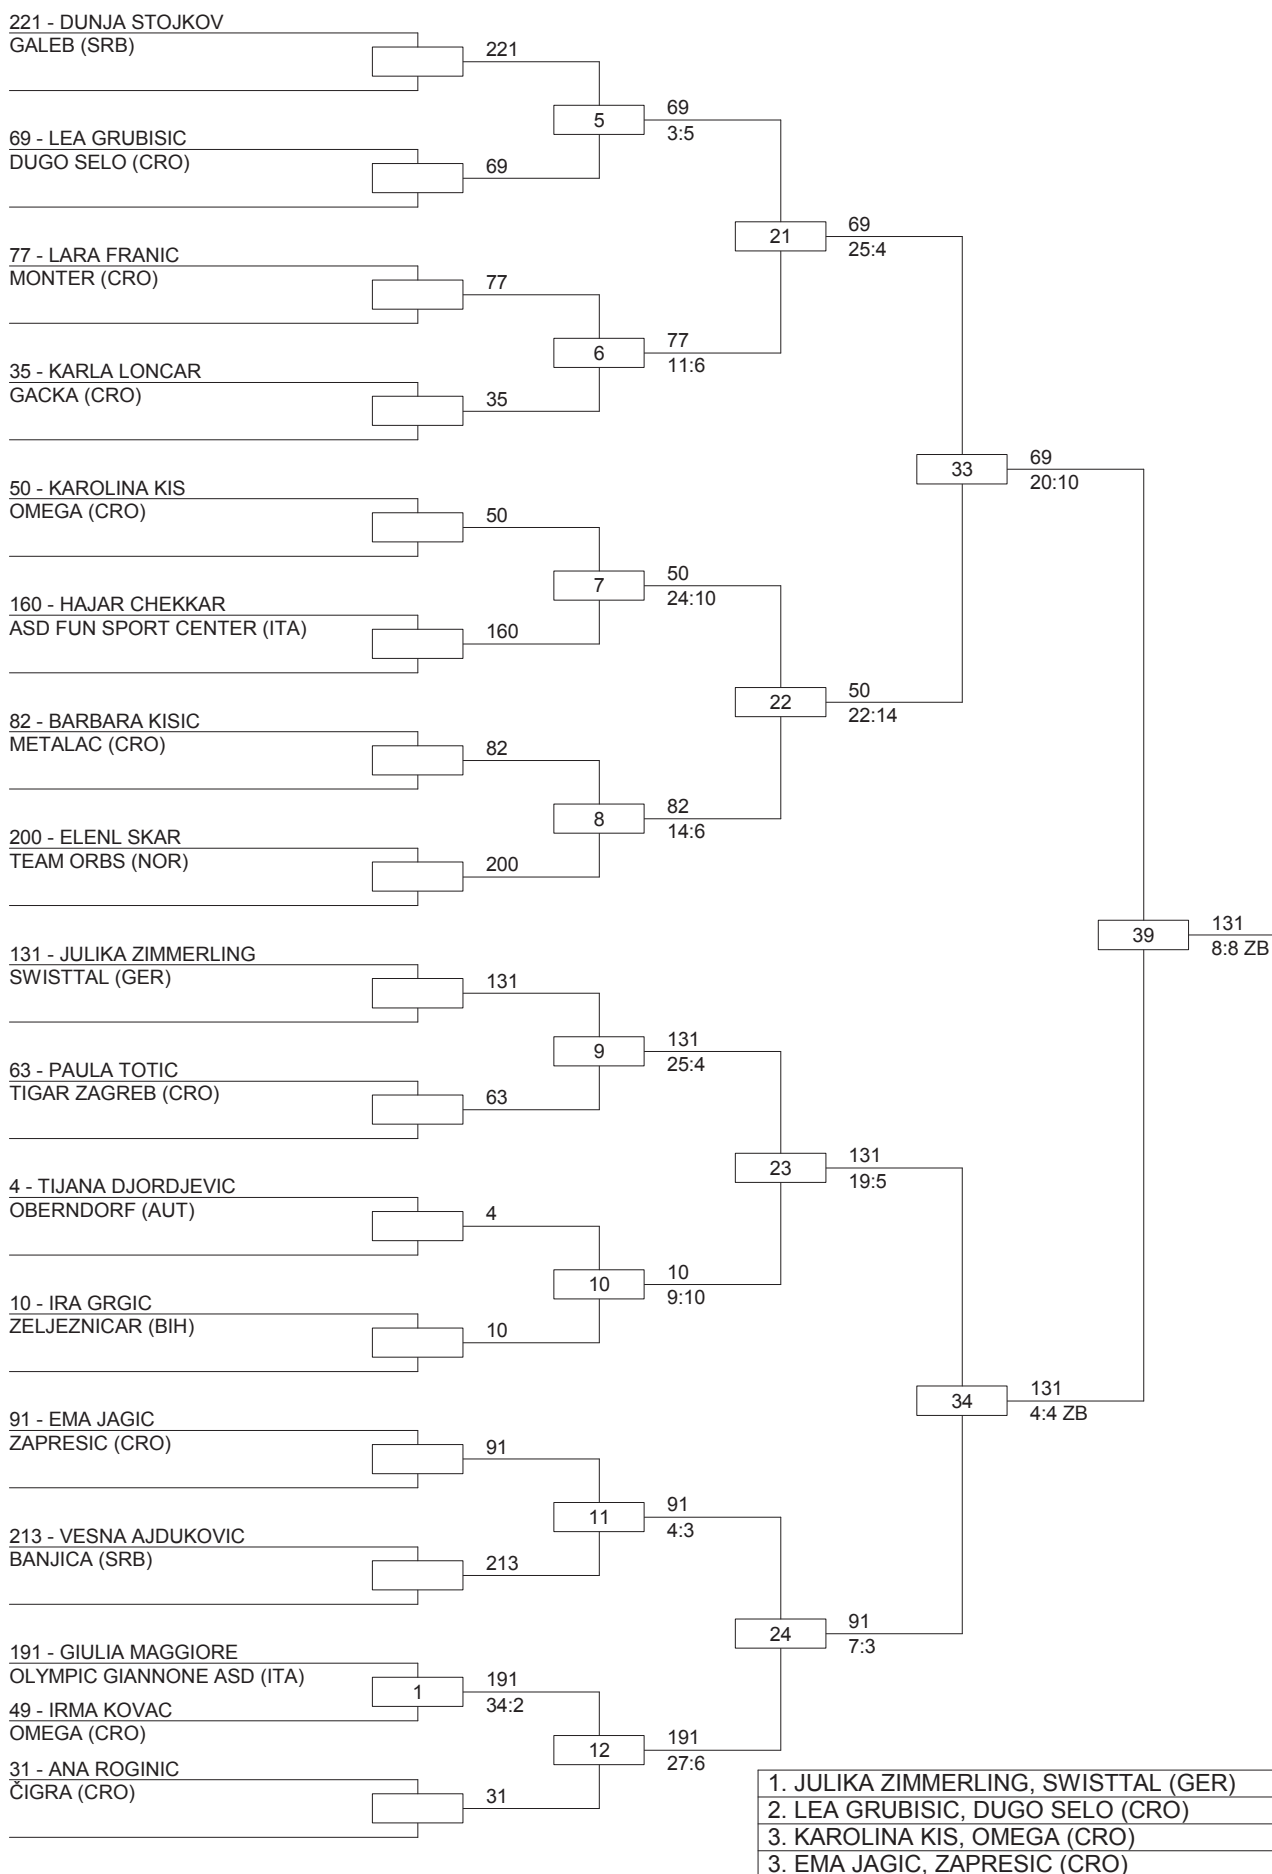 221 - DUNJA STOJKOV
GALEB (SRB)
221
5
69
3:5
69 - LEA GRUBISIC
DUGO SELO (CRO)
69
21
69
25:4
77 - LARA FRANIC
MONTER (CRO)
77
6
77
11:6
35 - KARLA LONCAR
GACKA (CRO)
35
33
69
20:10
50 - KAROLINA KIS
OMEGA (CRO)
50
7
50
24:10
160 - HAJAR CHEKKAR
ASD FUN SPORT CENTER (ITA)
160
22
50
22:14
82 - BARBARA KISIC
METALAC (CRO)
82
8
82
14:6
200 - ELENL SKAR
TEAM ORBS (NOR)
200
39
131
8:8 ZB
131 - JULIKA ZIMMERLING
SWISTTAL (GER)
131
9
131
25:4
63 - PAULA TOTIC
TIGAR ZAGREB (CRO)
63
23
131
19:5
4 - TIJANA DJORDJEVIC
OBERNDORF (AUT)
4
10
10
9:10
10 - IRA GRGIC
ZELJEZNICAR (BIH)
10
34
131
4:4 ZB
91 - EMA JAGIC
ZAPRESIC (CRO)
91
11
91
4:3
213 - VESNA AJDUKOVIC
BANJICA (SRB)
213
24
91
7:3
191 - GIULIA MAGGIORE
OLYMPIC GIANNONE ASD (ITA)
1
191
34:2
49 - IRMA KOVAC
OMEGA (CRO)
12
191
27:6
31 - ANA ROGINIC
ČIGRA (CRO)
31
1. JULIKA ZIMMERLING, SWISTTAL (GER)
2. LEA GRUBISIC, DUGO SELO (CRO)
3. KAROLINA KIS, OMEGA (CRO)
3. EMA JAGIC, ZAPRESIC (CRO)